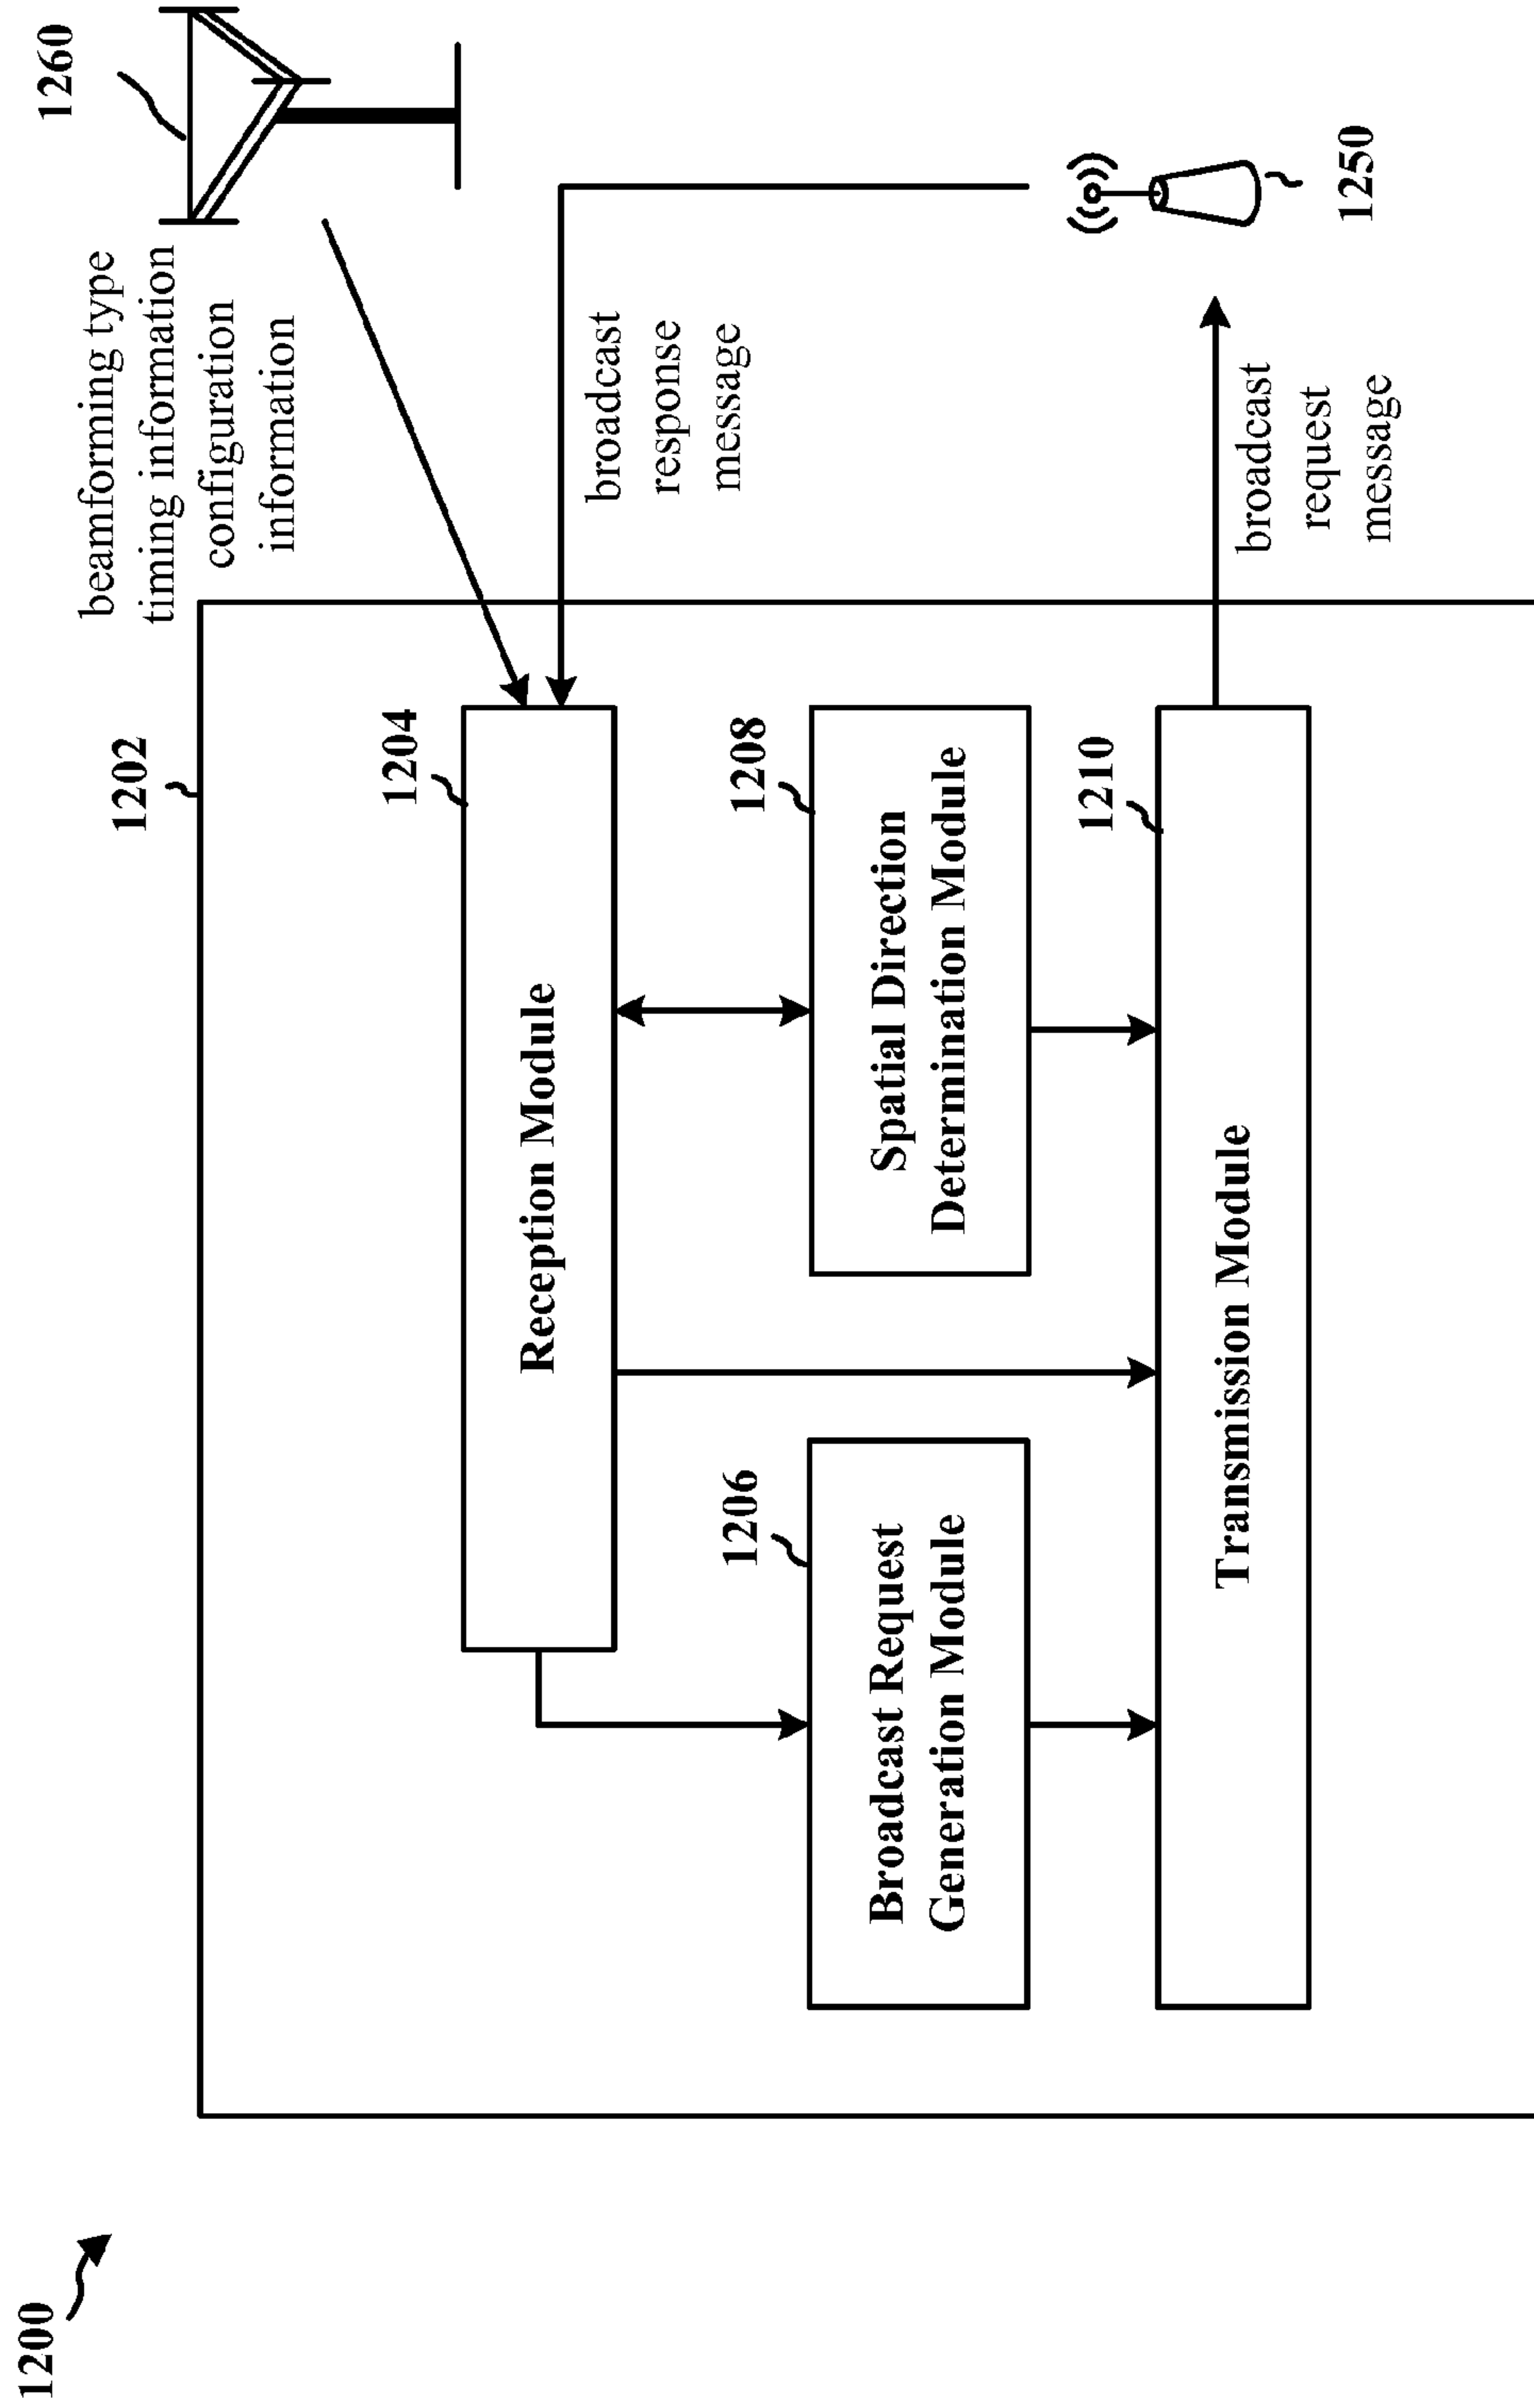 1200
1202
1260
beamforming type
timing information
configuration
information
1204
Reception Module
broadcast
response
message
1206
Broadcast Request
Generation Module
1208
Spatial Direction
Determination Module
1210
Transmission Module
broadcast
request
message
1250